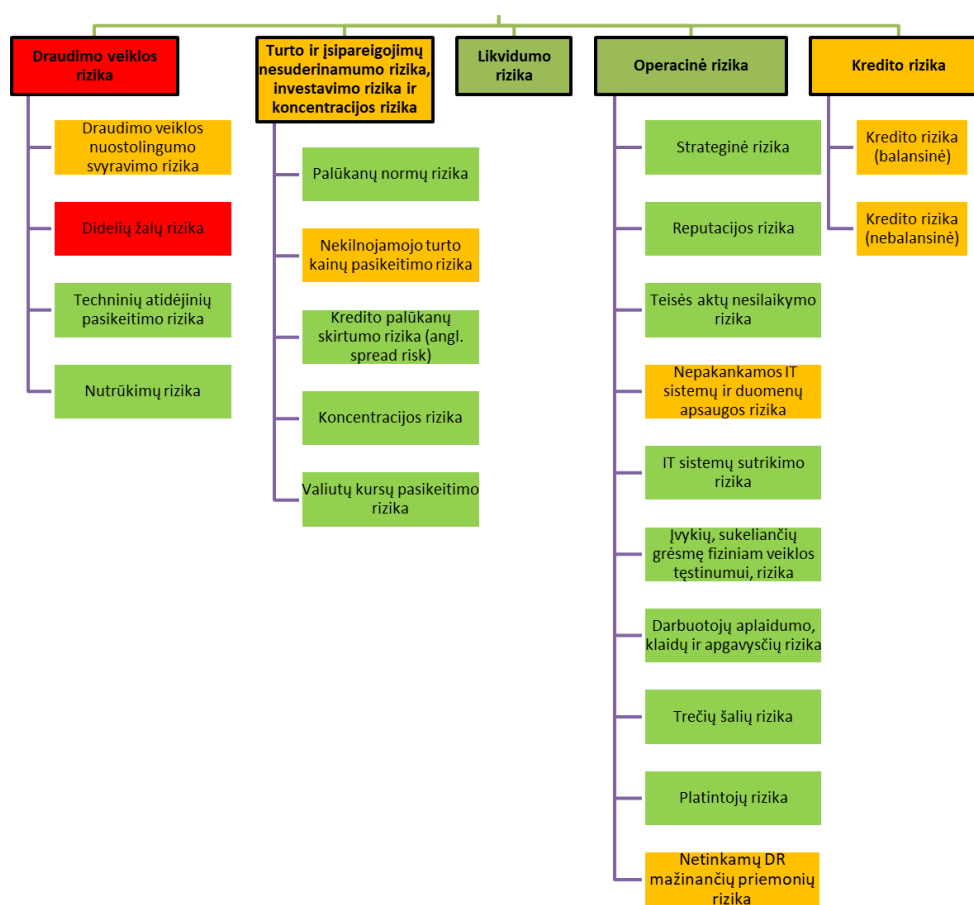 Draudimo veiklos
rizika
Draudimo veiklos
nuostolingumo
svyravimo rizika
Didelių žalų rizika
Techninių atidėjinių
pasikeitimo rizika
Nutrūkimų rizika
Turto ir įsipareigojimų
nesuderinamumo rizika,
investavimo rizika ir
koncentracijos rizika
Palūkanų normų rizika
Nekilnojamojo turto
kainų pasikeitimo rizika
Kredito palūkanų
skirtumo rizika (angl.
spread risk)
Koncentracijos rizika
Valiutų kursų pasikeitimo
rizika
Likvidumo
rizika
Operacinė rizika
Strateginė rizika
Reputacijos rizika
Teisės aktų nesilaikymo
rizika
Nepakankamos IT
sistemų ir duomenų
apsaugos rizika
IT sistemų sutrikimo
rizika
Įvykių, sukeliančių
grėsmę fiziniam veiklos
tęstinumui, rizika
Darbuotojų aplaidumo,
klaidų ir apgavysčių rizika
Trečių šalių rizika
Platintojų rizika
Netinkamų DR
mažinančių priemonių
rizika
Kredito rizika
Kredito rizika
(balansinė)
Kredito rizika
(nebalansinė)